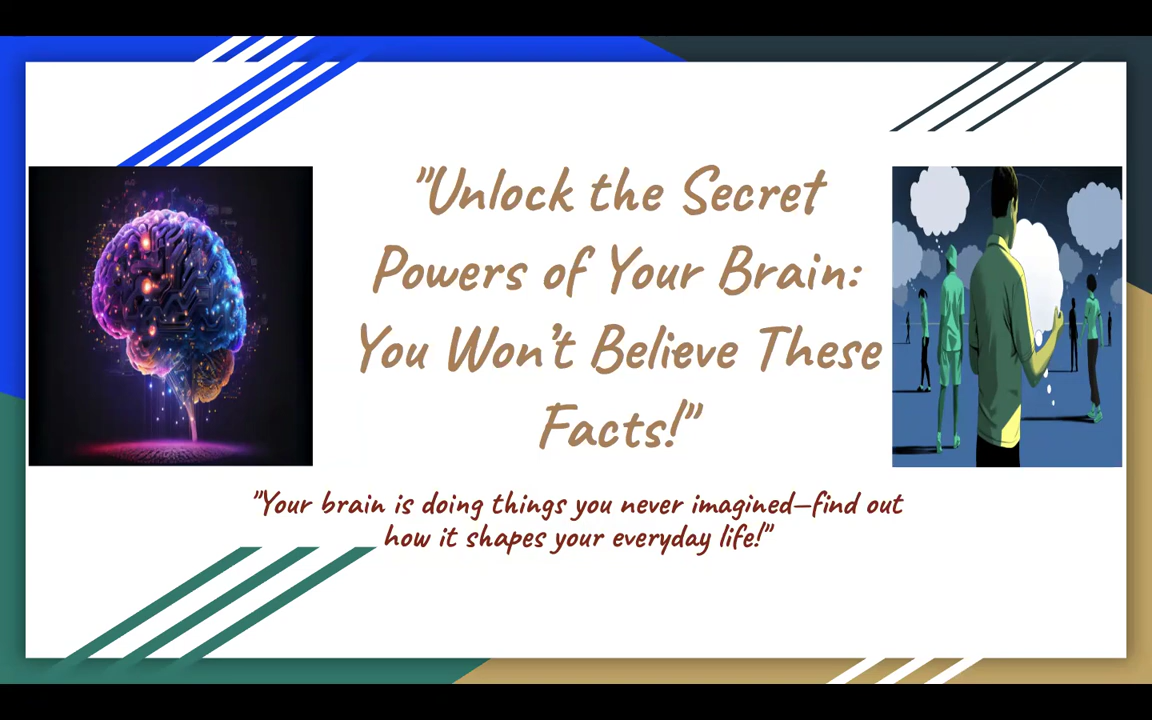 "Unlock the Secret
Powers of Your Brain:
You Won't Believe These
Facts!"
"Your brain is doing things you never imagined—find out
how it shapes your everyday life!"